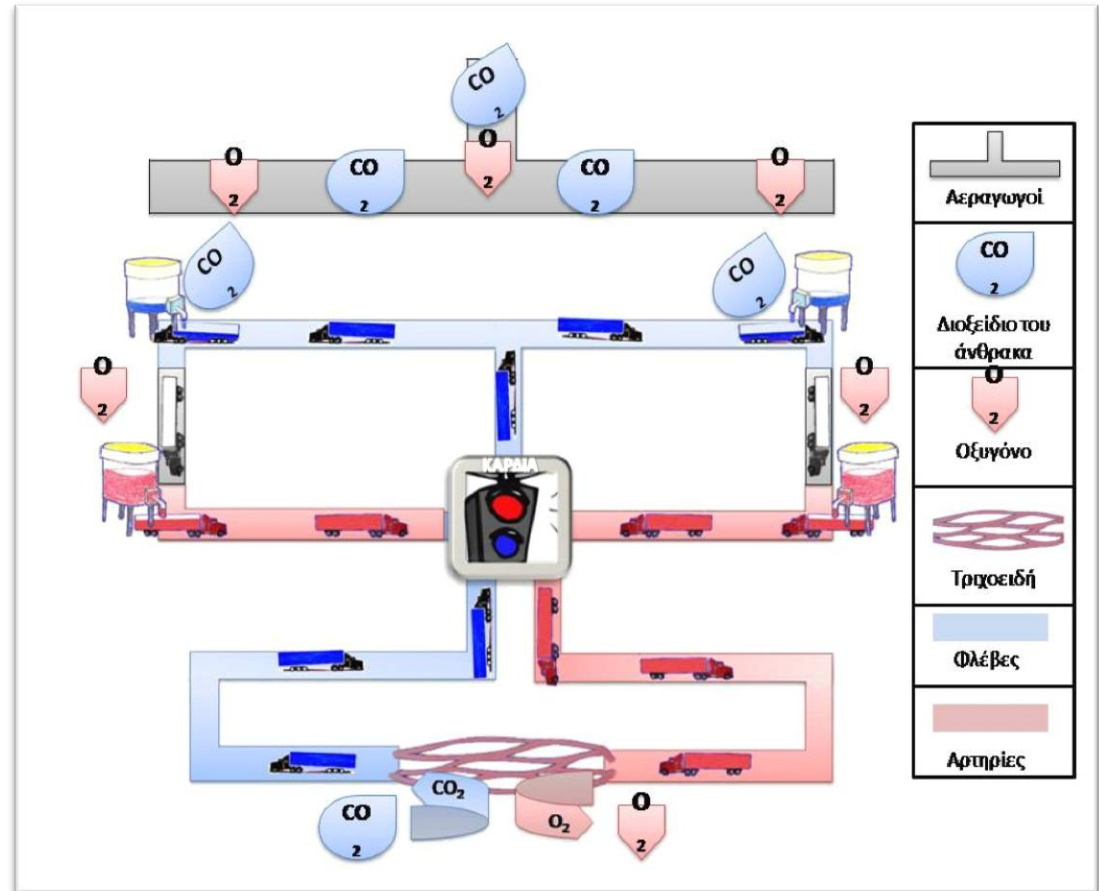 CO
2
O
2
O
2
CO
2
CO
2
O
2
CO
2
CO
2
O
2
O
2
ΚΑΡΔΙΑ
CO₂
O₂
CO
2
O
2
Αεραγωγοί
CO
2
Διοξείδιο του
άνθρακα
O
2
Οξυγόνο
Τριχοειδή
Φλέβες
Αρτηρίες